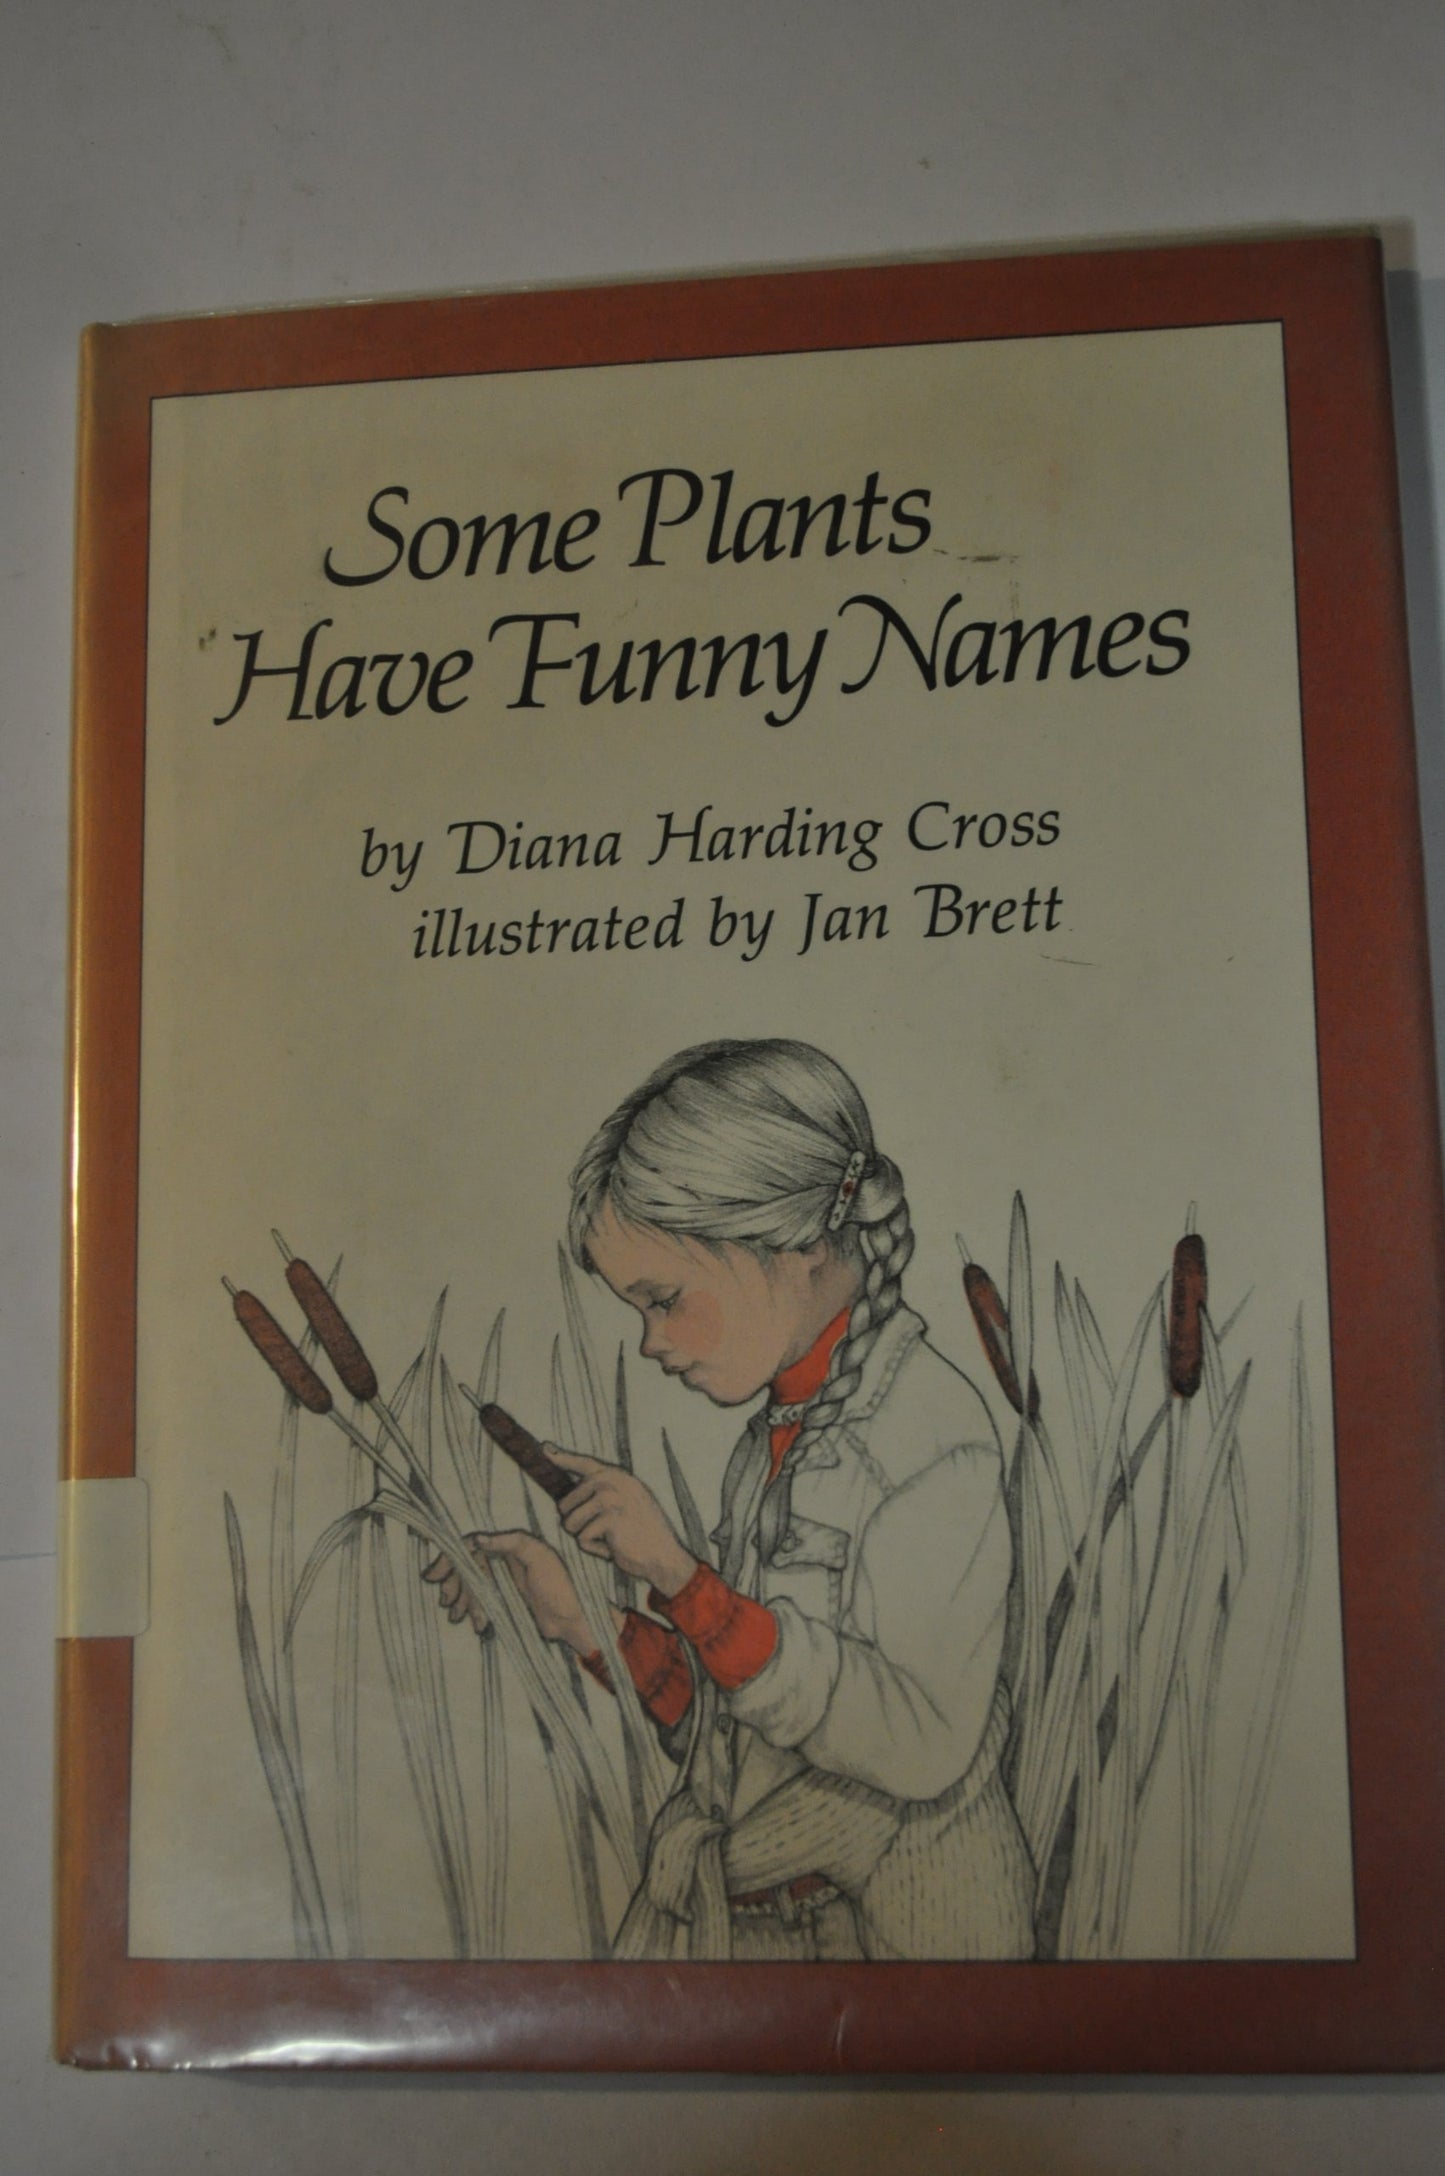 Some Plants
Have Funny Names
by Diana Harding Cross
illustrated by Jan Brett